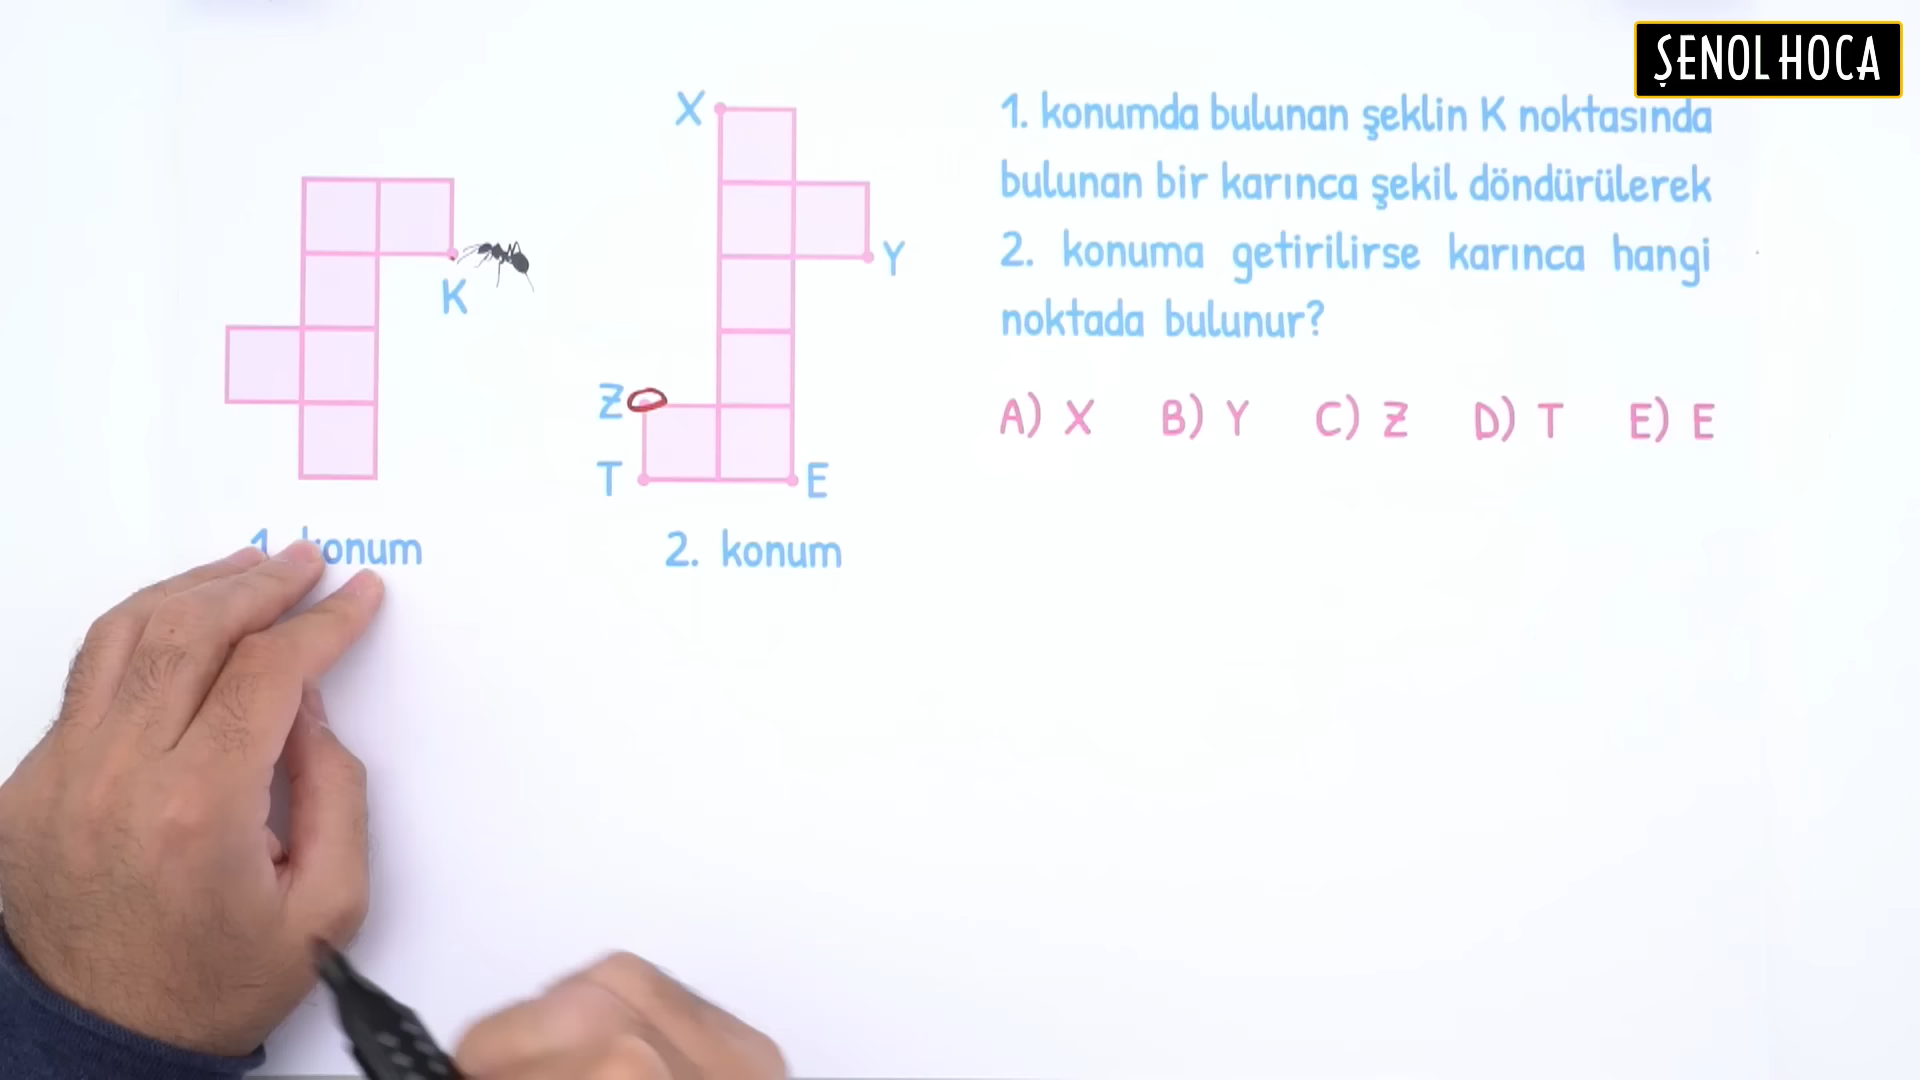 ŞENOL HOCA
X
1. konumda bulunan şeklin K noktasında
bulunan bir karınca şekil döndürülerek
Y
2. konuma getirilirse karınca hangi
K
noktada bulunur?
Z
A) X B) Y C) Z D) T E) E
T
E
1. konum
2. konum